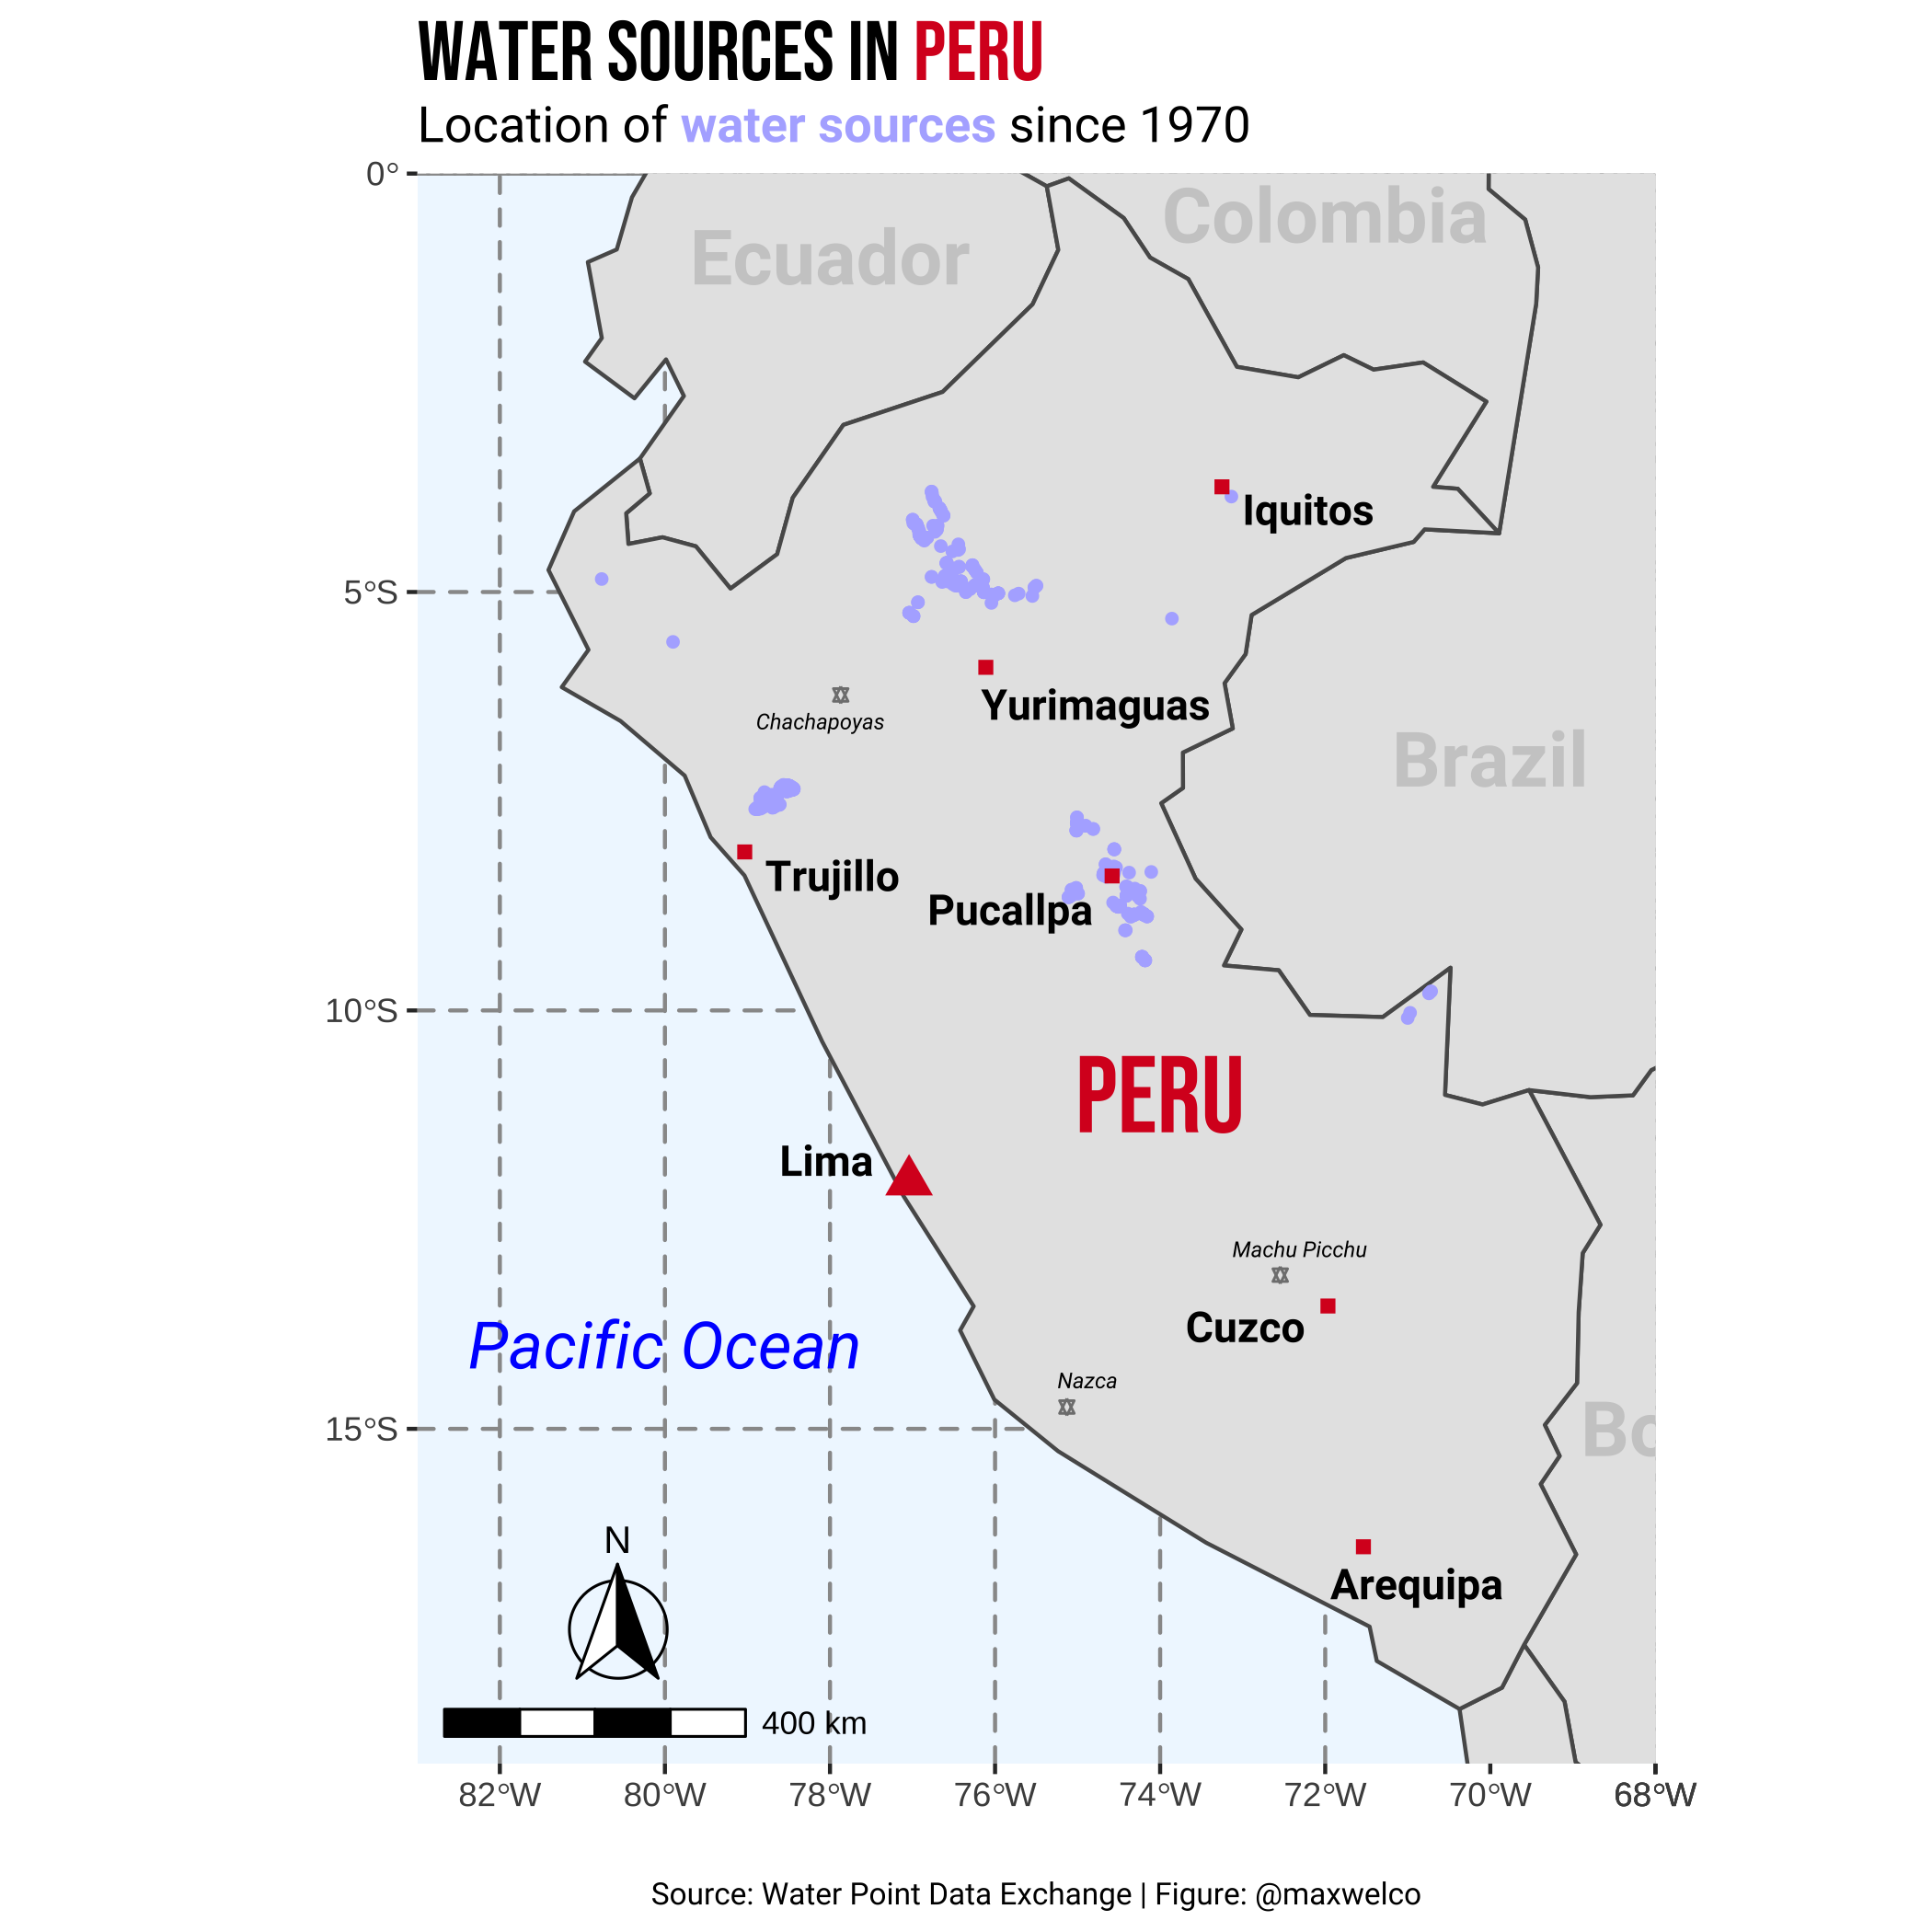 WATER SOURCES IN PERU
Location of water sources since 1970
0°
Colombia
Ecuador
Iquitos
5°S
Yurimaguas
Chachapoyas
Brazil
Trujillo
Pucallpa
10°S
PERU
Lima
Machu Picchu
Cuzco
Pacific Ocean
Nazca
15°S
Bo
N
Arequipa
400 km
82°W 80°W 78°W 76°W 74°W 72°W 70°W 68°W
Source: Water Point Data Exchange | Figure: @maxwelco